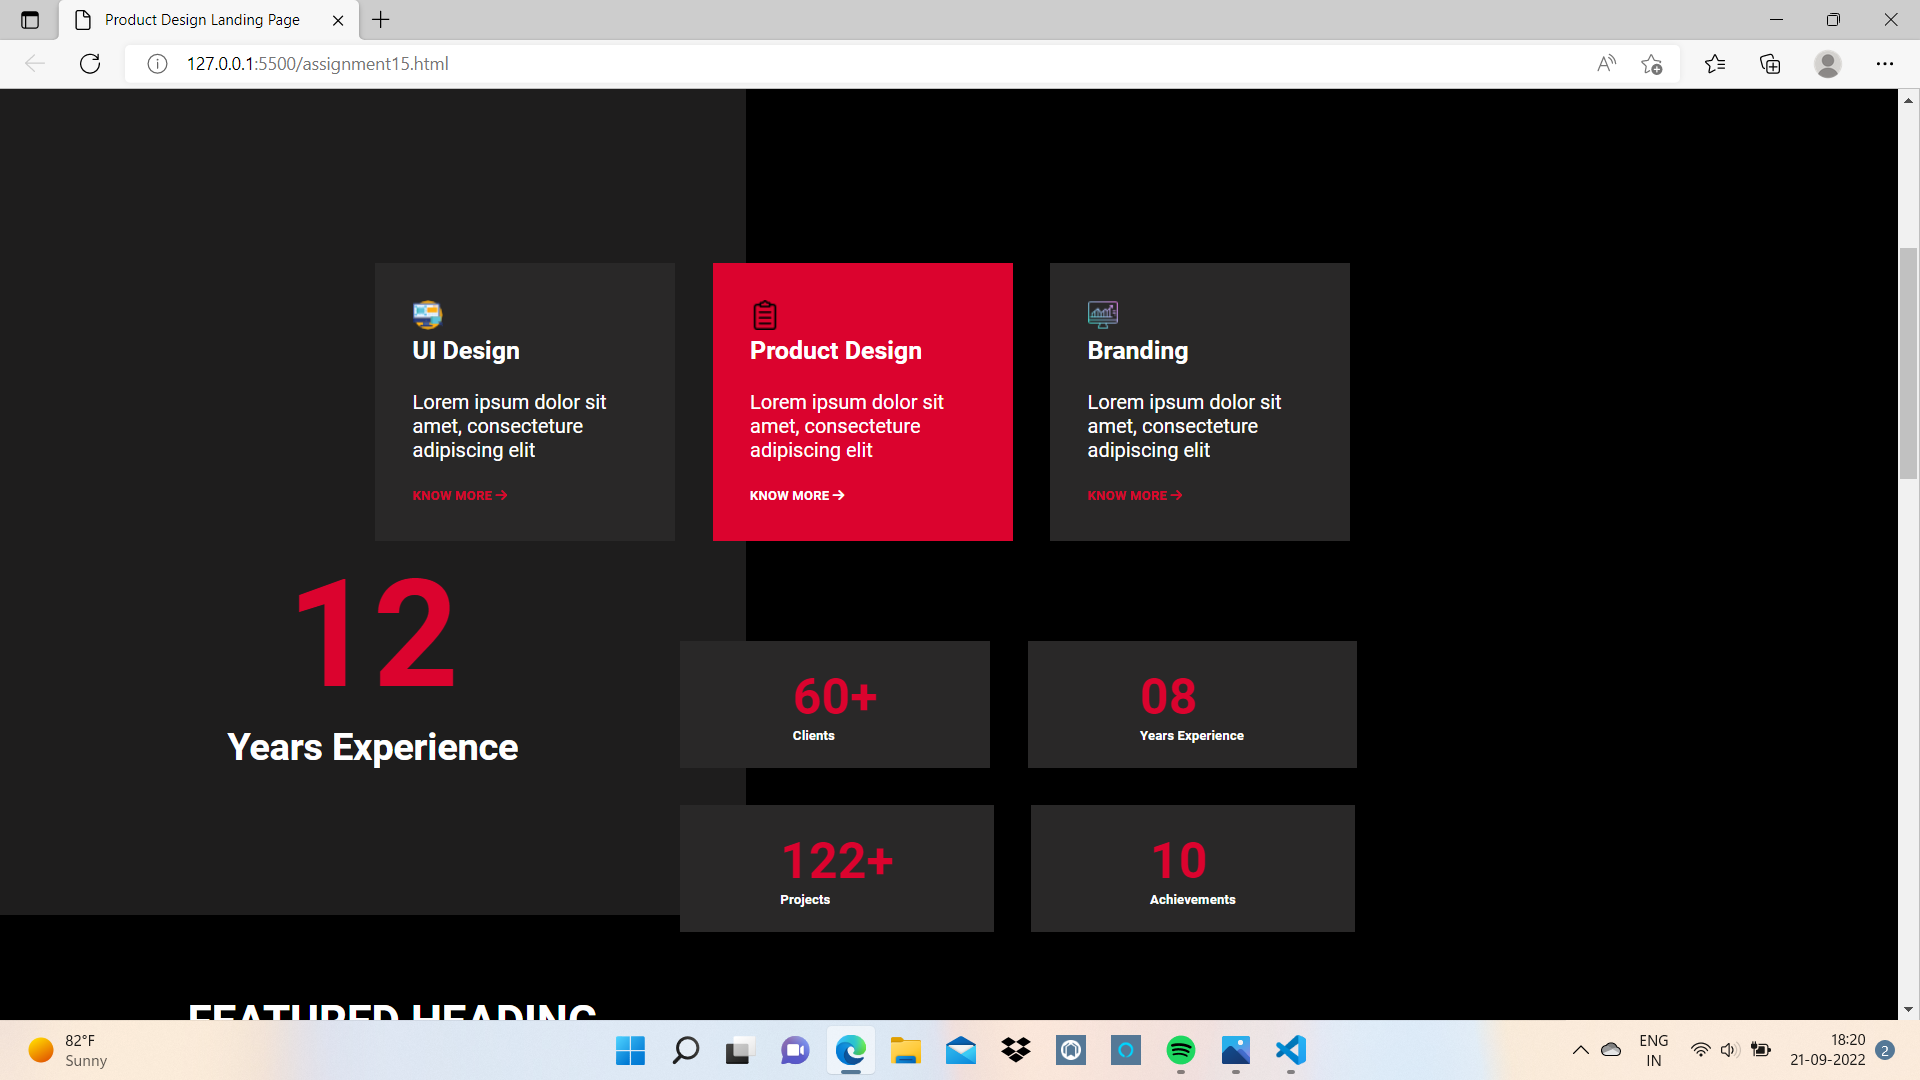 Product Design Landing Page
127.0.0.1:5500/assignment15.html
UI Design
Lorem ipsum dolor sit
amet, consecteture
adipiscing elit
KNOW MORE →
Product Design
Lorem ipsum dolor sit
amet, consecteture
adipiscing elit
KNOW MORE →
Branding
Lorem ipsum dolor sit
amet, consecteture
adipiscing elit
KNOW MORE →
12
Years Experience
60+
Clients
08
Years Experience
122+
Projects
10
Achievements
FEATURED HEADING
82°F
Sunny
ENG
IN
18:20
21-09-2022
2